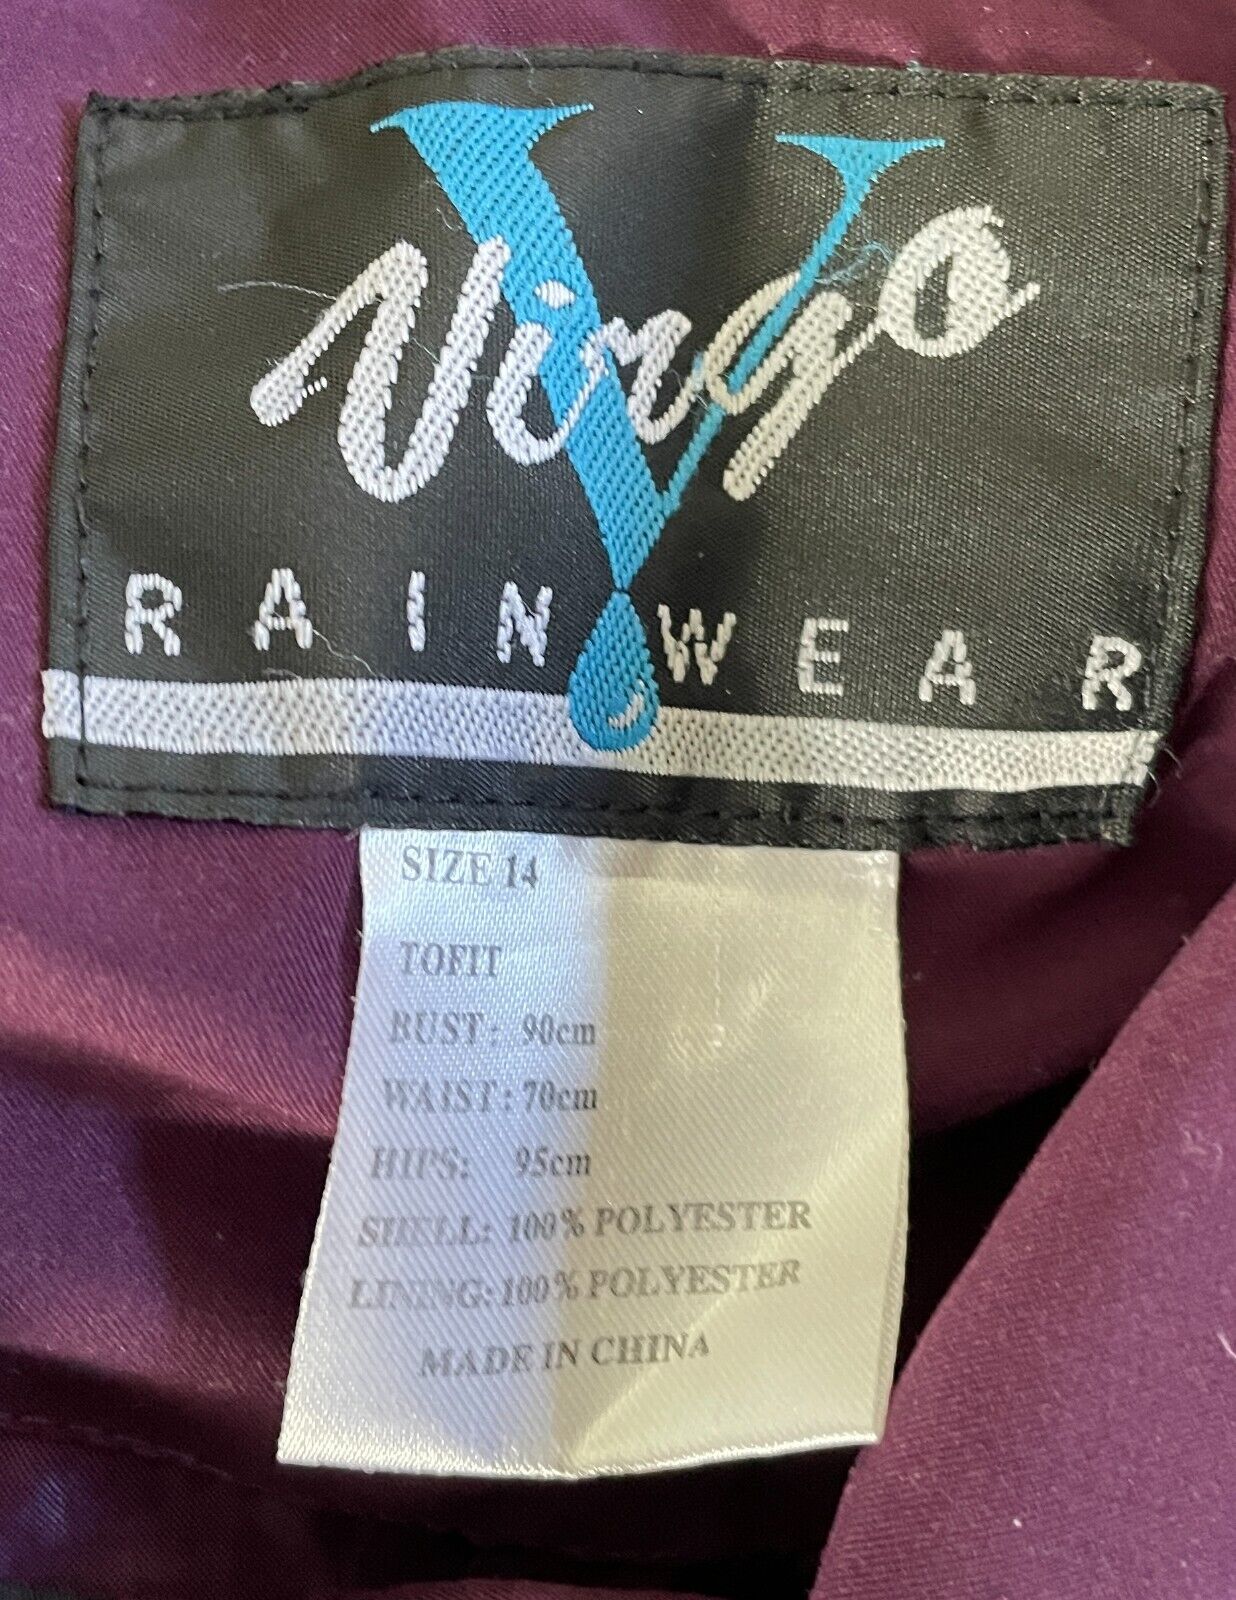 V
Virgo
RAINWEAR
SIZE 14
TOFIT
BUST: 90cm
WAIST: 70cm
HIPS: 95cm
SHELL: 100% POLYESTER
LINING: 100% POLYESTER
MADE IN CHINA